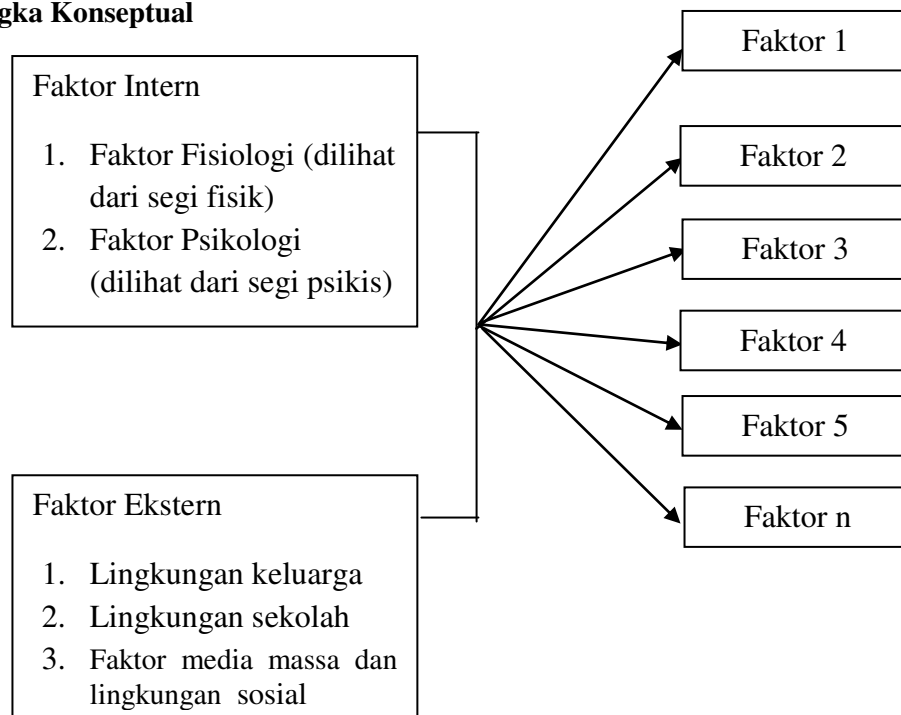 gka Konseptual
Faktor Intern
1. Faktor Fisiologi (dilihat
dari segi fisik)
2. Faktor Psikologi
(dilihat dari segi psikis)
Faktor Ekstern
1. Lingkungan keluarga
2. Lingkungan sekolah
3. Faktor media massa dan
lingkungan sosial
Faktor 1
Faktor 2
Faktor 3
Faktor 4
Faktor 5
Faktor n